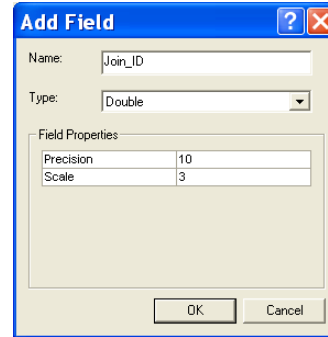 Add Field
Name: Join_ID
Type: Double
Field Properties
Precision 10
Scale 3
OK Cancel